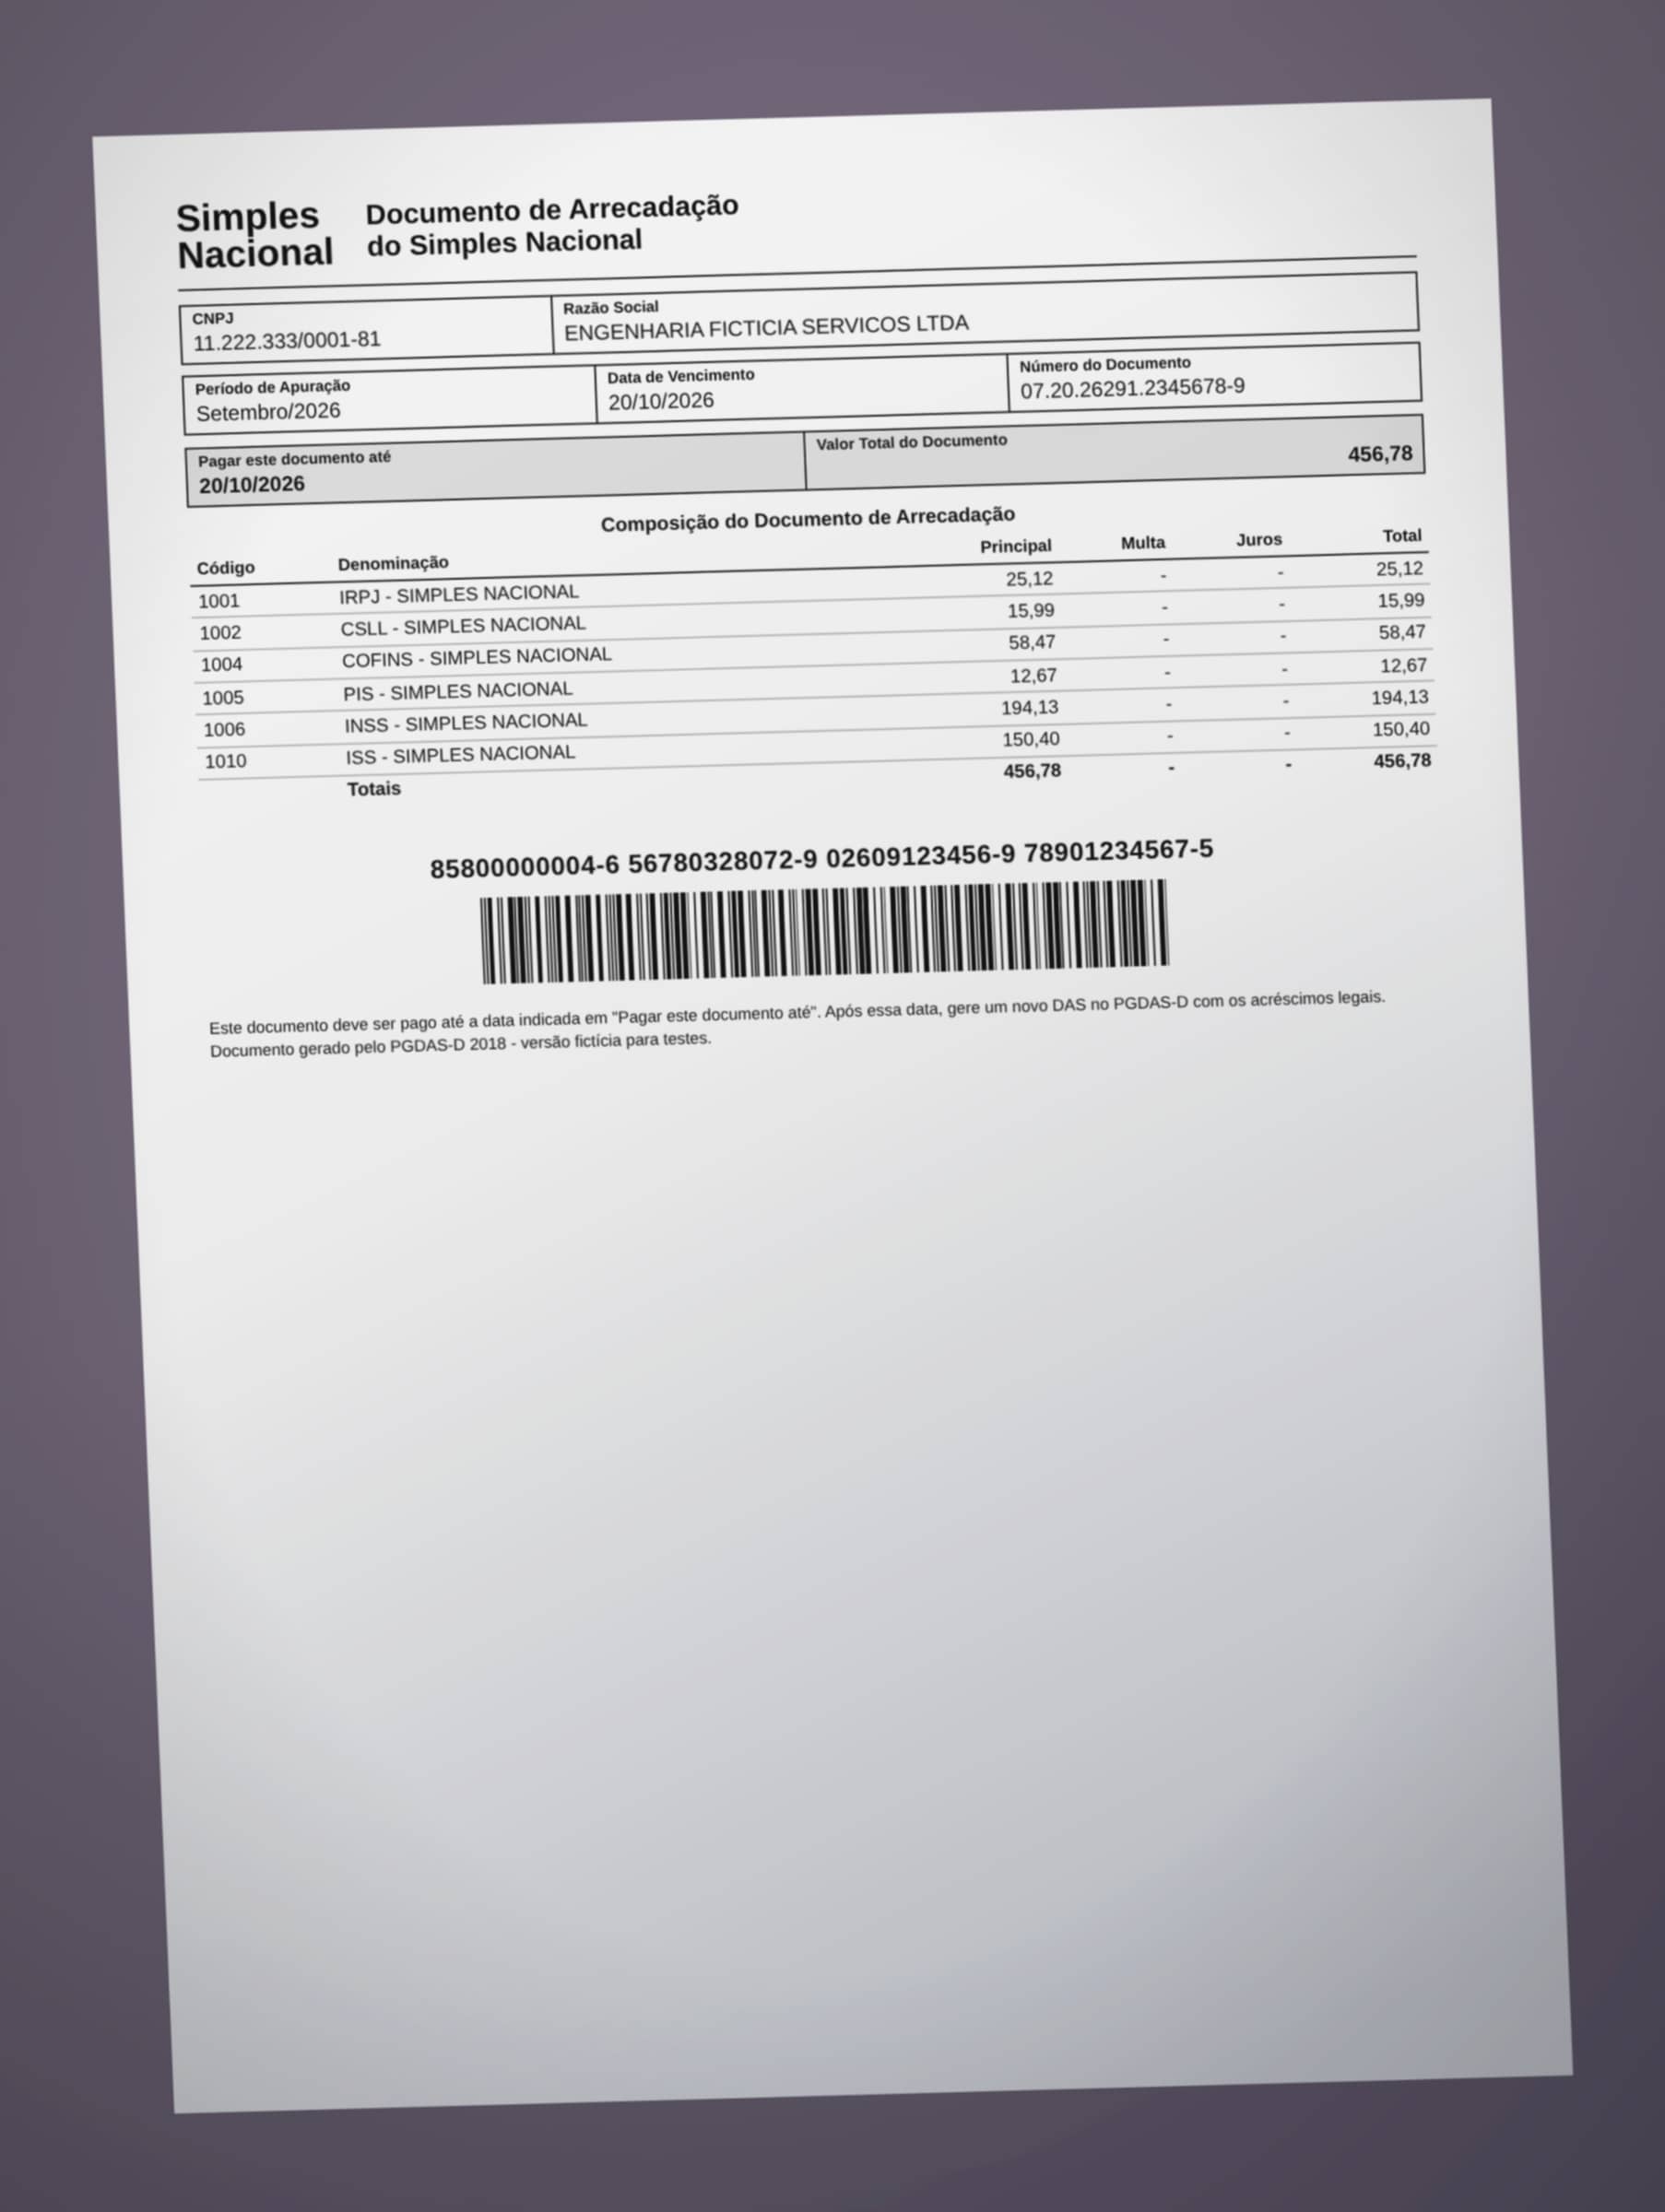 Simples
Nacional
Documento de Arrecadação
do Simples Nacional
CNPJ
11.222.333/0001-81
Razão Social
ENGENHARIA FICTICIA SERVICOS LTDA
Período de Apuração
Setembro/2026
Data de Vencimento
20/10/2026
Número do Documento
07.20.26291.2345678-9
Pagar este documento até
20/10/2026
Valor Total do Documento
456,78
Composição do Documento de Arrecadação
Código Denominação Principal Multa Juros Total
1001 IRPJ - SIMPLES NACIONAL 25,12 - - 25,12
1002 CSLL - SIMPLES NACIONAL 15,99 - - 15,99
1004 COFINS - SIMPLES NACIONAL 58,47 - - 58,47
1005 PIS - SIMPLES NACIONAL 12,67 - - 12,67
1006 INSS - SIMPLES NACIONAL 194,13 - - 194,13
1010 ISS - SIMPLES NACIONAL 150,40 - - 150,40
Totais 456,78 - - 456,78
85800000004-6 56780328072-9 02609123456-9 78901234567-5
Este documento deve ser pago até a data indicada em "Pagar este documento até". Após essa data, gere um novo DAS no PGDAS-D com os acréscimos legais.
Documento gerado pelo PGDAS-D 2018 - versão fictícia para testes.